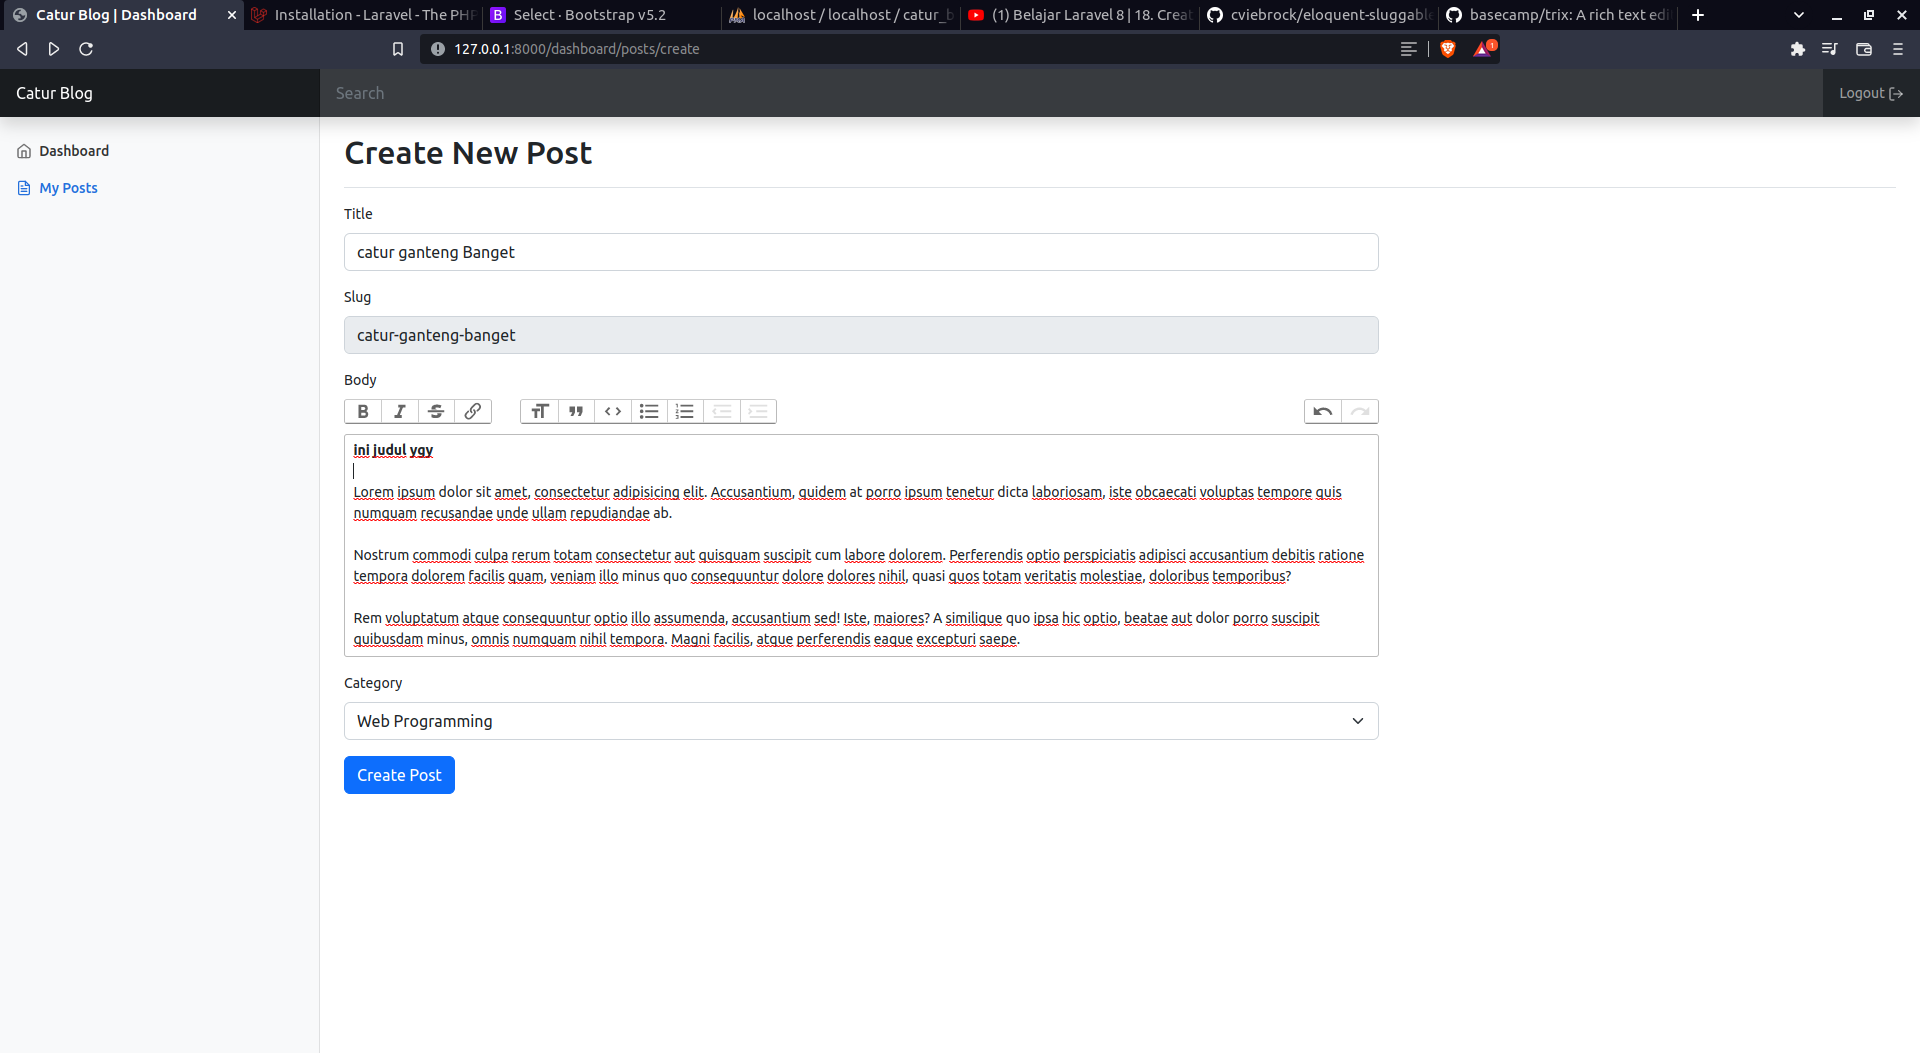 Catur Blog | Dashboard
Installation - Laravel - The PHP
Select · Bootstrap v5.2
localhost / localhost / catur_b
(1) Belajar Laravel 8 | 18. Creat
cviebrock/eloquent-sluggable
basecamp/trix: A rich text edit
127.0.0.1:8000/dashboard/posts/create
1
Catur Blog
Search
Logout
Dashboard
My Posts
Create New Post
Title
catur ganteng Banget
Slug
catur-ganteng-banget
Body
ini judul ygy
Lorem ipsum dolor sit amet, consectetur adipisicing elit. Accusantium, quidem at porro ipsum tenetur dicta laboriosam, iste obcaecati voluptas tempore quis
numquam recusandae unde ullam repudiandae ab.
Nostrum commodi culpa rerum totam consectetur aut quisquam suscipit cum labore dolorem. Perferendis optio perspiciatis adipisci accusantium debitis ratione
tempora dolorem facilis quam, veniam illo minus quo consequuntur dolore dolores nihil, quasi quos totam veritatis molestiae, doloribus temporibus?
Rem voluptatum atque consequuntur optio illo assumenda, accusantium sed! Iste, maiores? A similique quo ipsa hic optio, beatae aut dolor porro suscipit
quibusdam minus, omnis numquam nihil tempora. Magni facilis, atque perferendis eaque excepturi saepe.
Category
Web Programming
Create Post